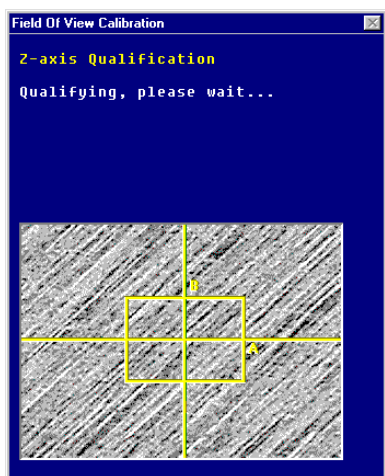 Field Of View Calibration
Z-axis Qualification
Qualifying, please wait...
B
A